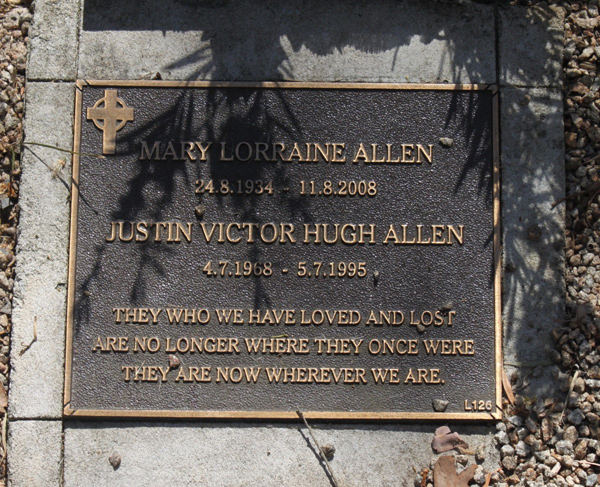 MARY LORRAINE ALLEN
24.8.1934 - 11.8.2008
JUSTIN VICTOR HUGH ALLEN
4.7.1968 - 5.7.1995
THEY WHO WE HAVE LOVED AND LOST
ARE NO LONGER WHERE THEY ONCE WERE
THEY ARE NOW WHEREVER WE ARE.
L126